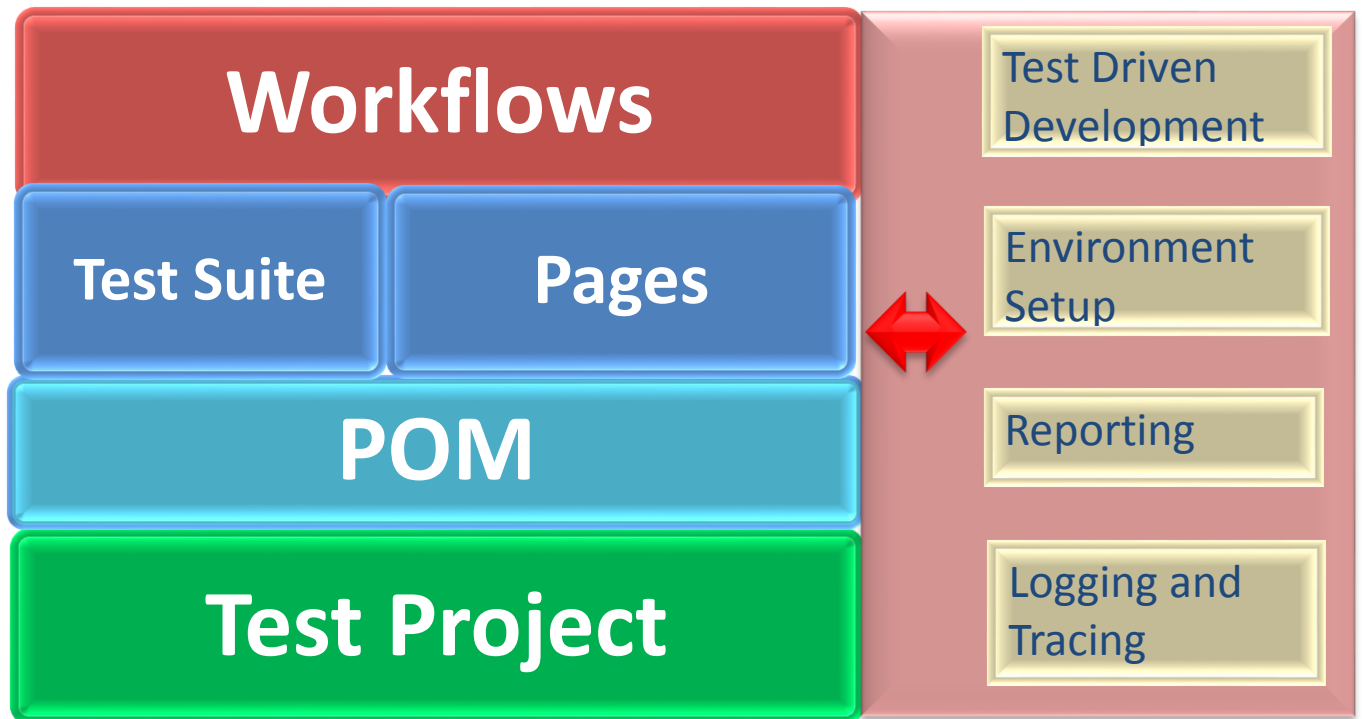 Workflows
Test Suite
Pages
POM
Test Project
Test Driven
Development
Environment
Setup
Reporting
Logging and
Tracing